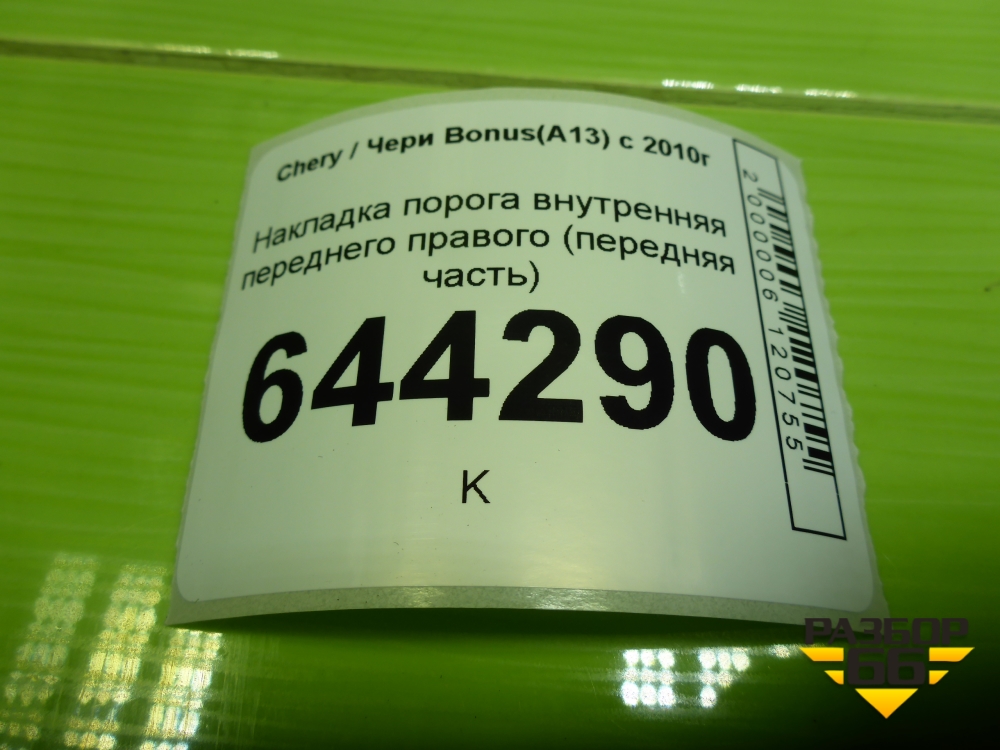 Chery / Чери Bonus(A13) с 2010г
Накладка порога внутренняя
переднего правого (передняя
часть)
644290
К
2000006120755
РАЗБОР
66